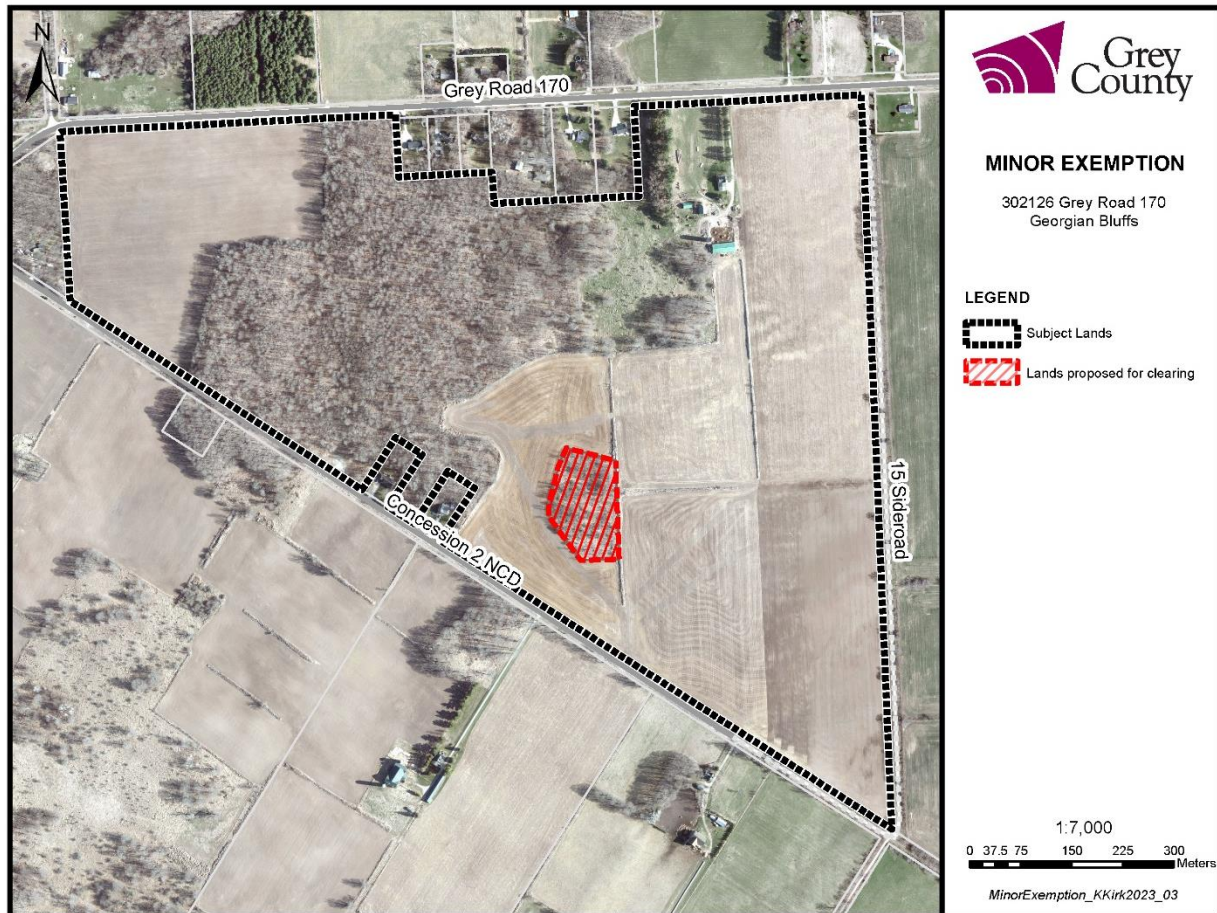 N
Grey Road 170
15 Sideroad
Concession 2 NCD
Grey
County
MINOR EXEMPTION
302126 Grey Road 170
Georgian Bluffs
LEGEND
Subject Lands
Lands proposed for clearing
1:7,000
0 37.5 75 150 225 300
Meters
MinorExemption_KKirk2023_03